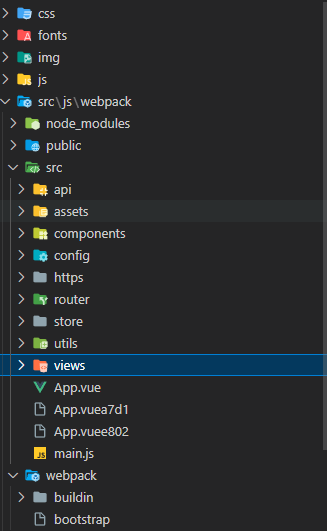 css
fonts
img
js
src\js\webpack
node_modules
public
src
api
assets
components
config
https
router
store
utils
views
App.vue
App.vuea7d1
App.vuee802
JS main.js
webpack
buildin
bootstrap